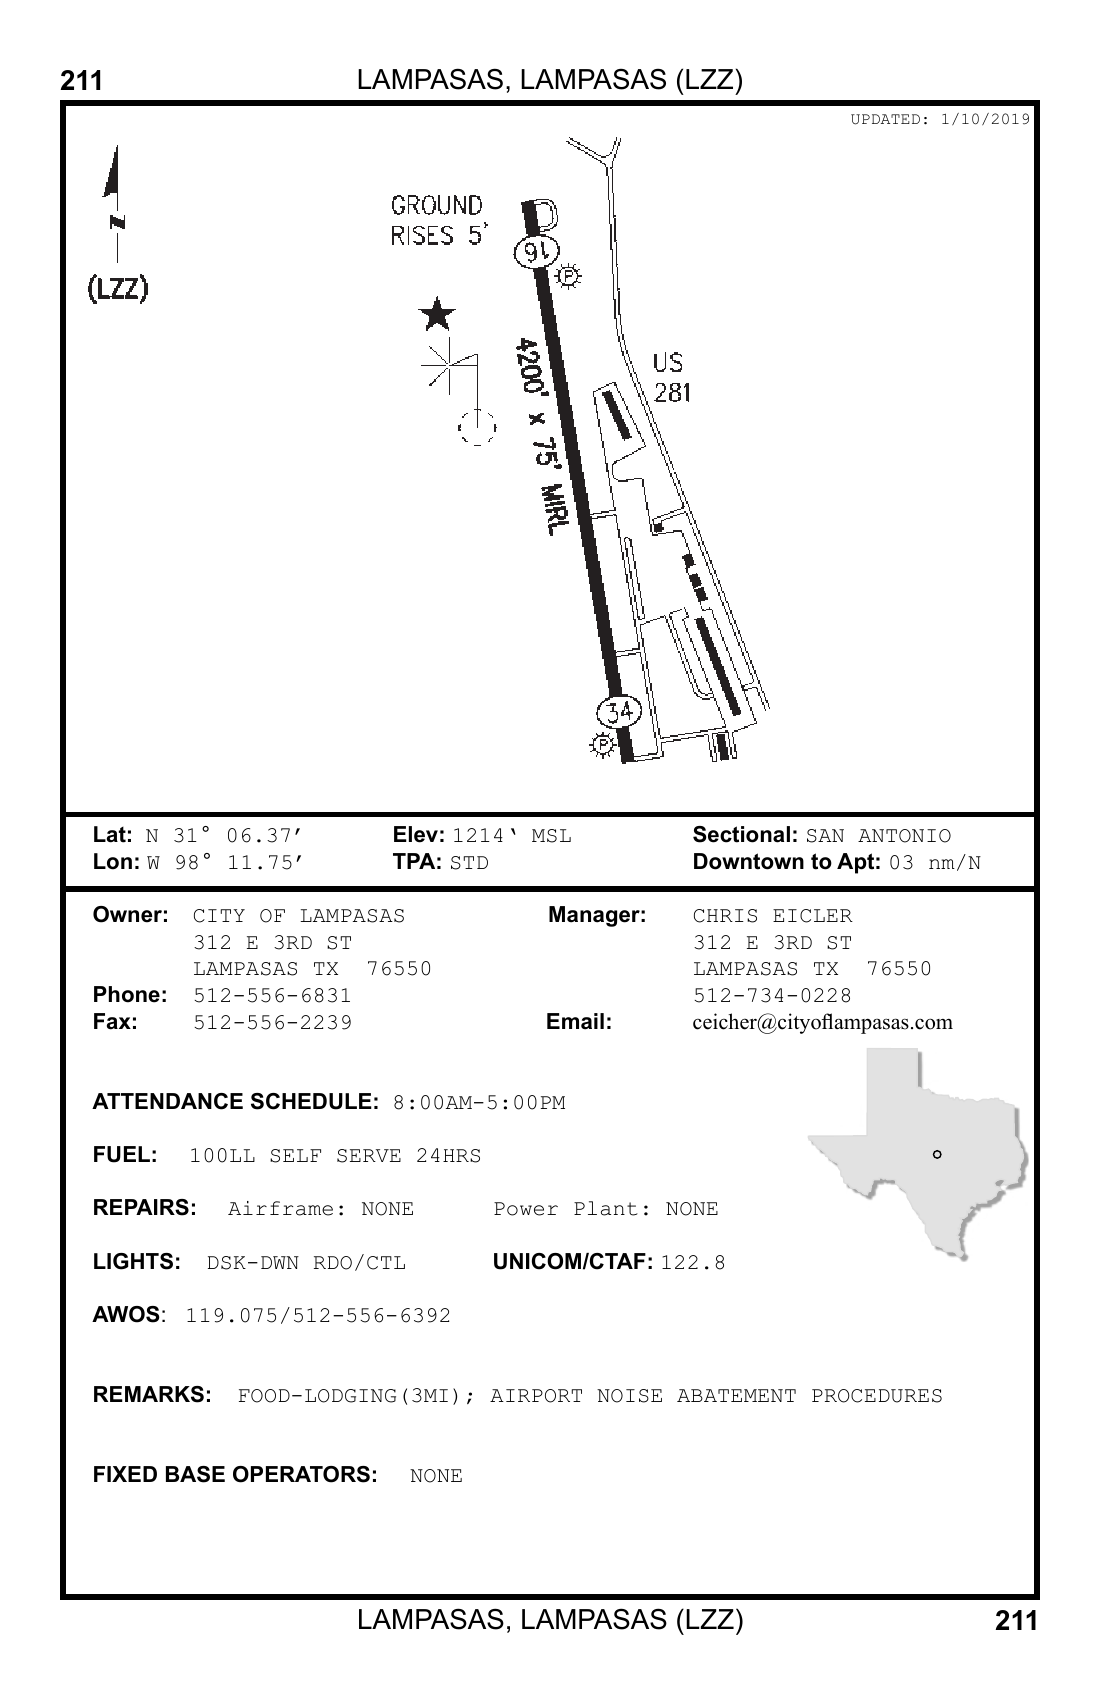 211 LAMPASAS, LAMPASAS (LZZ)
UPDATED: 1/10/2019
N
(LZZ)
GROUND
RISES 5'
16
P
4200' x 75' MIRL
US
281
34
P
Lat: N 31° 06.37′ Elev: 1214‘ MSL Sectional: SAN ANTONIO
Lon: W 98° 11.75′ TPA: STD Downtown to Apt: 03 nm/N
Owner: CITY OF LAMPASAS Manager: CHRIS EICLER
312 E 3RD ST 312 E 3RD ST
LAMPASAS TX 76550 LAMPASAS TX 76550
Phone: 512-556-6831 512-734-0228
Fax: 512-556-2239 Email: ceicher@cityoflampasas.com
ATTENDANCE SCHEDULE: 8:00AM-5:00PM
FUEL: 100LL SELF SERVE 24HRS
REPAIRS: Airframe: NONE Power Plant: NONE
LIGHTS: DSK-DWN RDO/CTL UNICOM/CTAF: 122.8
AWOS: 119.075/512-556-6392
REMARKS: FOOD-LODGING(3MI); AIRPORT NOISE ABATEMENT PROCEDURES
FIXED BASE OPERATORS: NONE
LAMPASAS, LAMPASAS (LZZ) 211